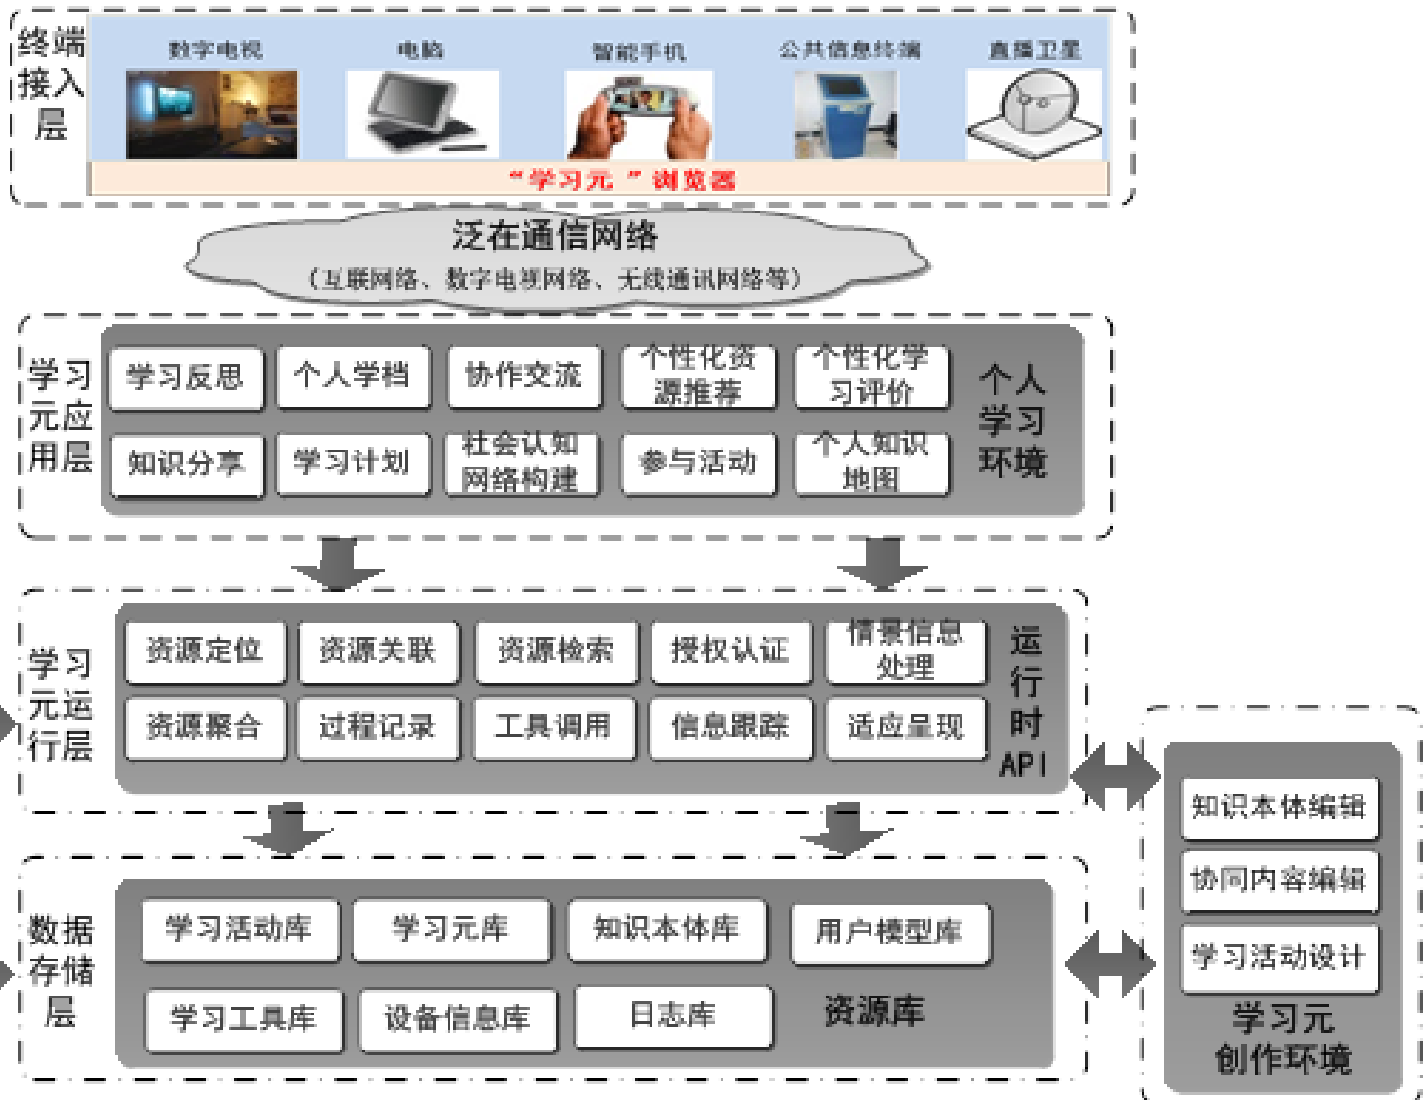 终端
接入
层
数字电视
电脑
智能手机
公共信息终端
直播卫星
“学习元 ”浏览器
泛在通信网络
（互联网络、数字电视网络、无线通讯网络等）
学习
元应
用层
学习反思
个人学档
协作交流
个性化资
源推荐
个性化学
习评价
知识分享
学习计划
社会认知
网络构建
参与活动
个人知识
地图
个人
学习
环境
学习
元运
行层
资源定位
资源关联
资源检索
授权认证
情景信息
处理
资源聚合
过程记录
工具调用
信息跟踪
适应呈现
运
行
时
API
数据
存储
层
学习活动库
学习元库
知识本体库
用户模型库
学习工具库
设备信息库
日志库
资源库
知识本体编辑
协同内容编辑
学习活动设计
学习元
创作环境